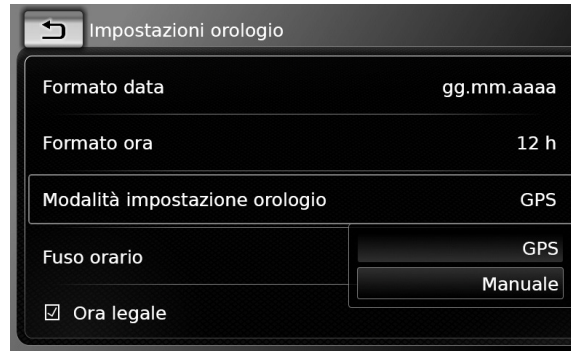 Impostazioni orologio
Formato data gg.mm.aaaa
Formato ora 12 h
Modalità impostazione orologio GPS
GPS
Fuso orario
Manuale
Ora legale